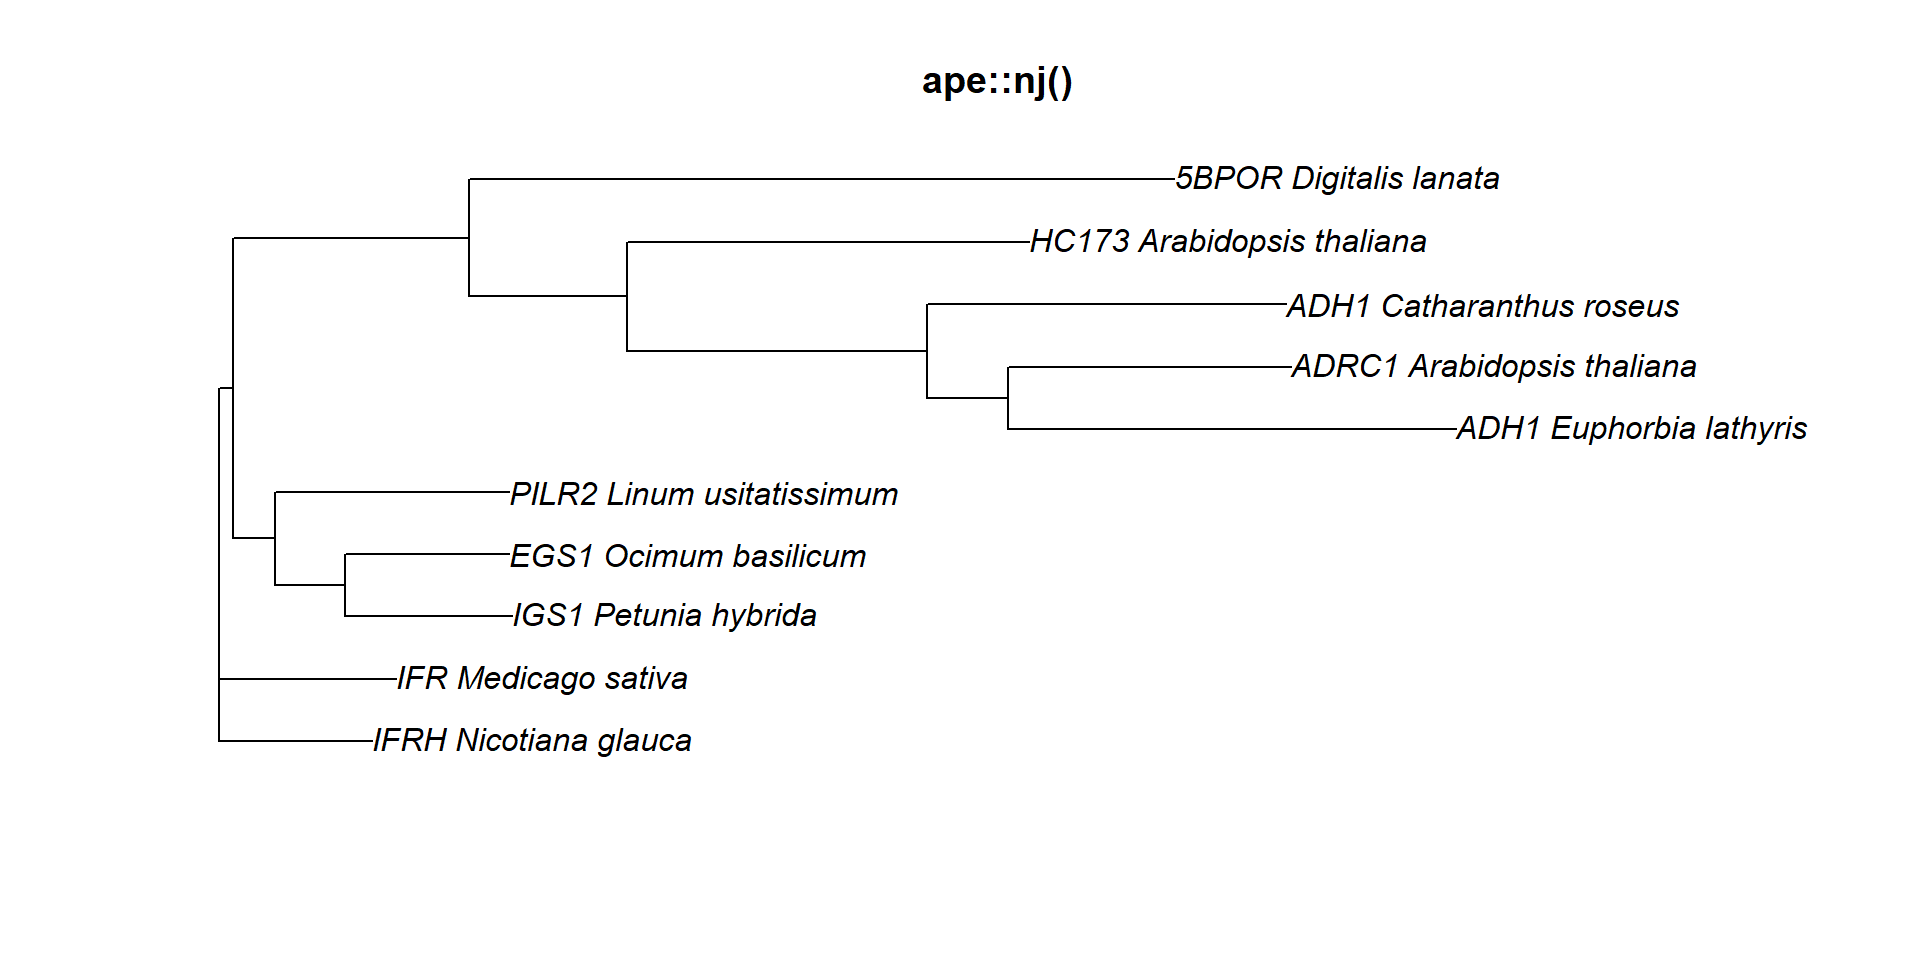 ape::nj()
5BPOR Digitalis lanata
HC173 Arabidopsis thaliana
ADH1 Catharanthus roseus
ADRC1 Arabidopsis thaliana
ADH1 Euphorbia lathyris
PILR2 Linum usitatissimum
EGS1 Ocimum basilicum
IGS1 Petunia hybrida
IFR Medicago sativa
IFRH Nicotiana glauca